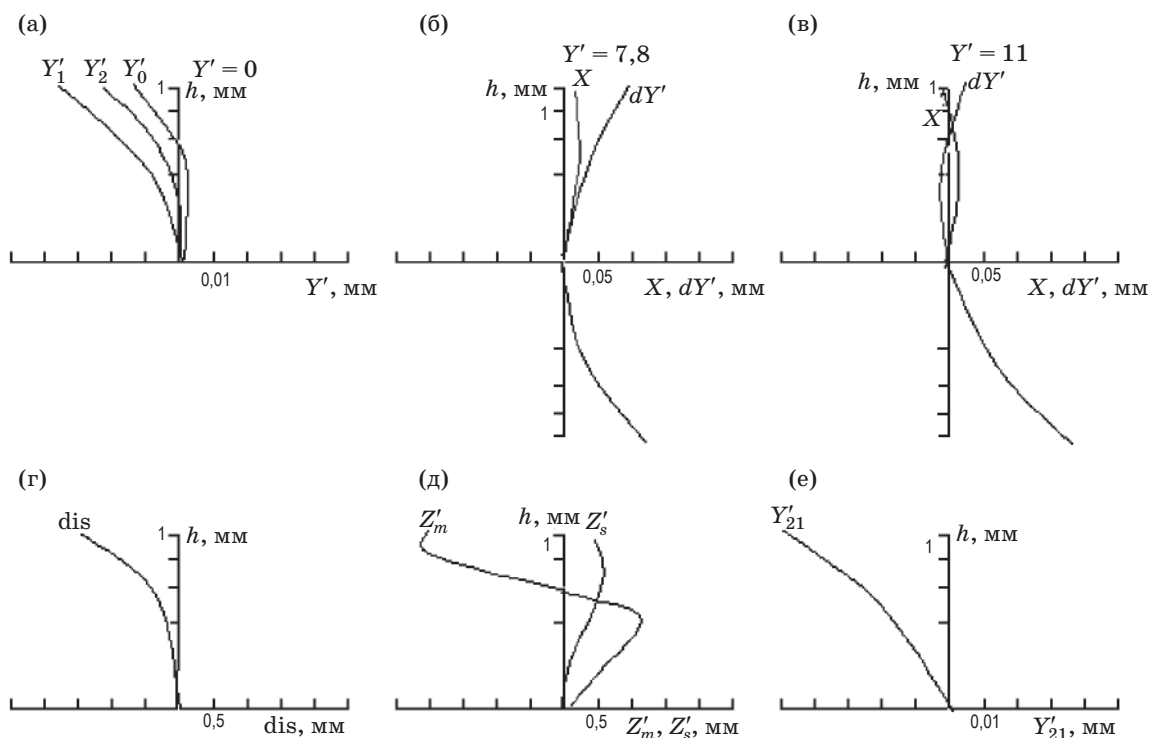 (а)
Y′₁ Y′₂ Y′₀ Y′ = 0
1 h, мм
0,01
Y′, мм
(б)
Y′ = 7,8
h, мм X dY′
1
0,05
X, dY′, мм
(в)
Y′ = 11
h, мм dY′
1
X
0,05
X, dY′, мм
(г)
dis
1 h, мм
0,5
dis, мм
(д)
Z′ₘ h, мм Z′ₛ
1
0,5
Z′ₘ, Z′ₛ, мм
(е)
Y′₂₁
1 h, мм
0,01
Y′₂₁, мм